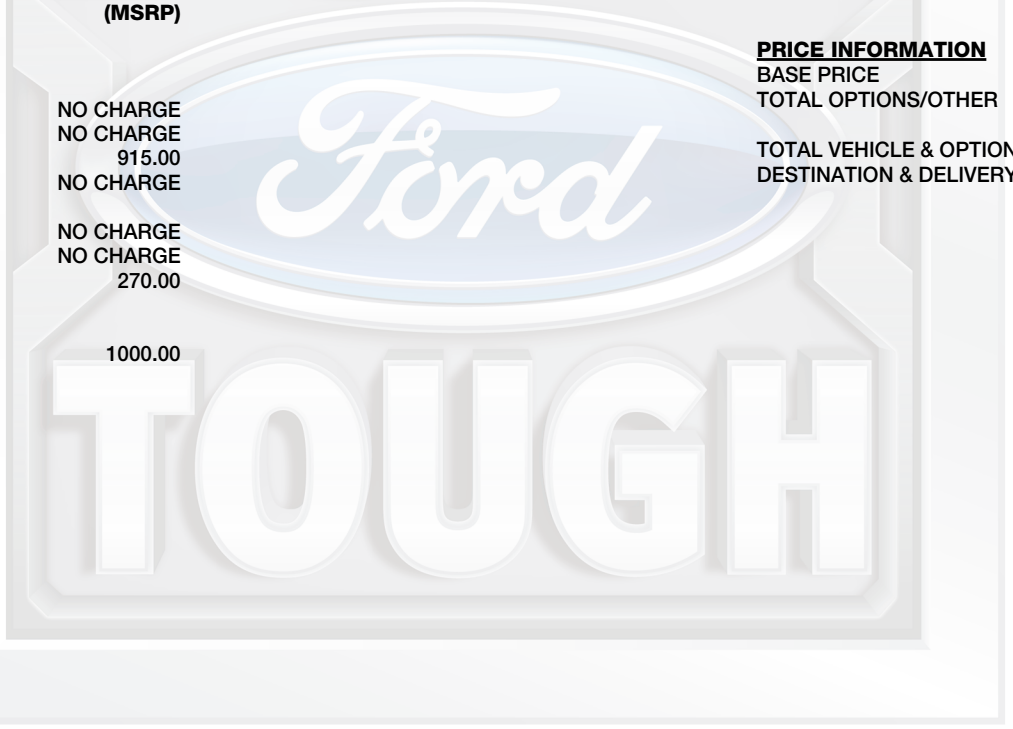 (MSRP)
NO CHARGE
NO CHARGE
915.00
NO CHARGE
NO CHARGE
NO CHARGE
270.00
1000.00
PRICE INFORMATION
BASE PRICE
TOTAL OPTIONS/OTHER
TOTAL VEHICLE & OPTION
DESTINATION & DELIVERY
Ford
TOUGH